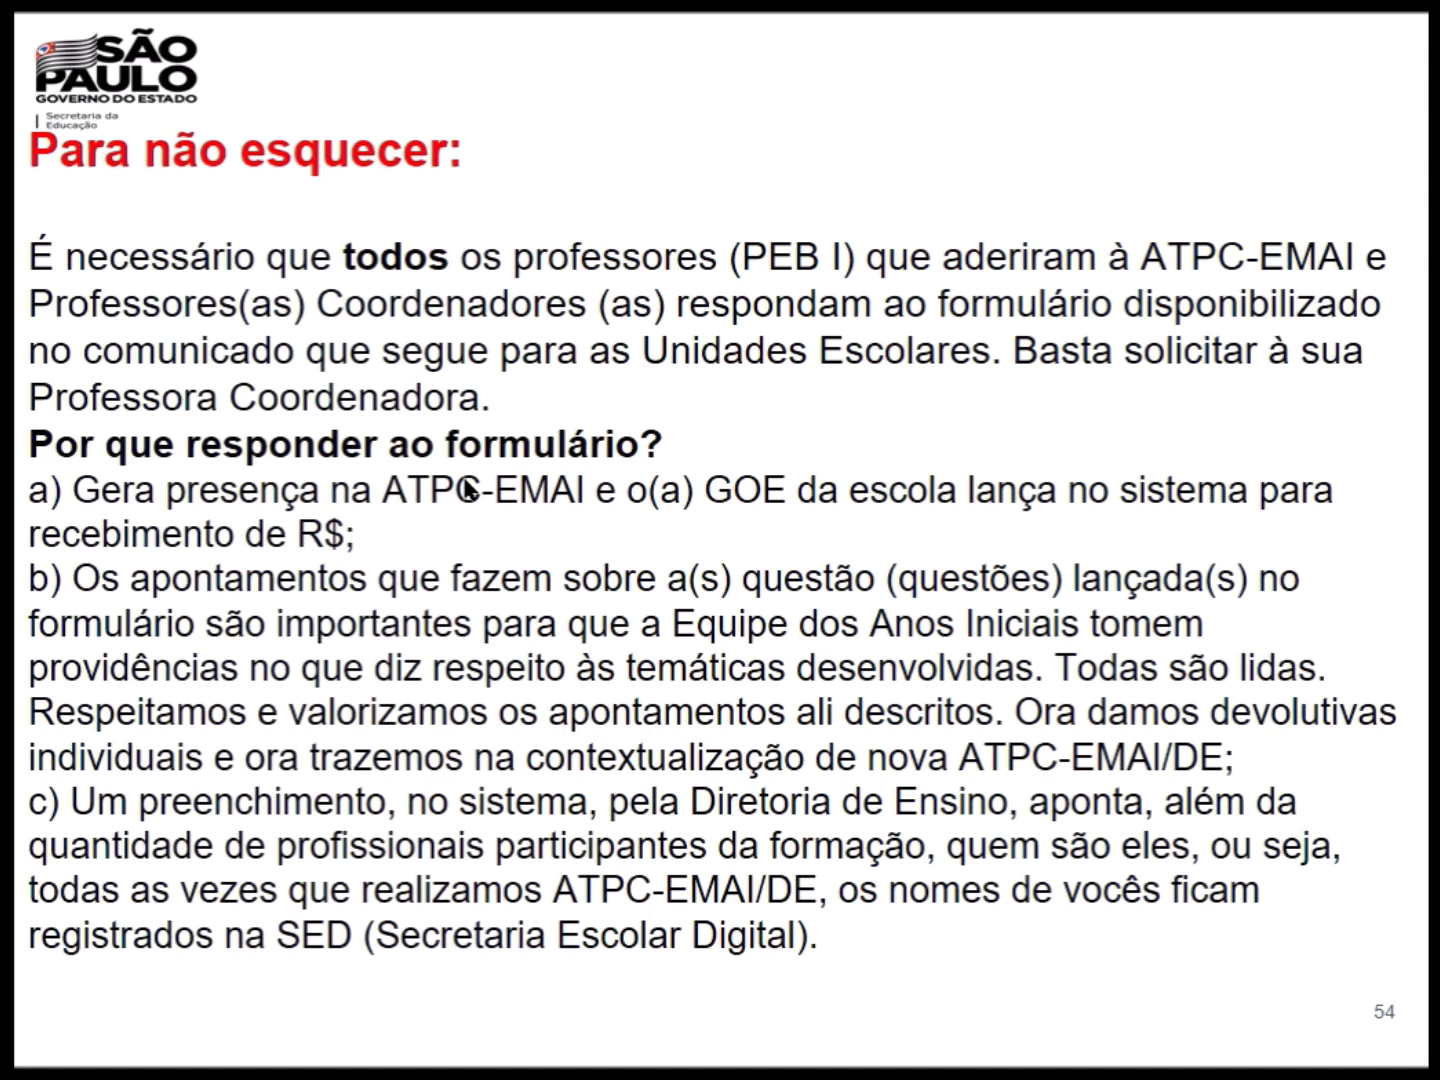 SÃO
PAULO
GOVERNO DO ESTADO
Secretaria da
Educação
Para não esquecer:
É necessário que todos os professores (PEB I) que aderiram à ATPC-EMAI e
Professores(as) Coordenadores (as) respondam ao formulário disponibilizado
no comunicado que segue para as Unidades Escolares. Basta solicitar à sua
Professora Coordenadora.
Por que responder ao formulário?
a) Gera presença na ATPC-EMAI e o(a) GOE da escola lança no sistema para
recebimento de R$;
b) Os apontamentos que fazem sobre a(s) questão (questões) lançada(s) no
formulário são importantes para que a Equipe dos Anos Iniciais tomem
providências no que diz respeito às temáticas desenvolvidas. Todas são lidas.
Respeitamos e valorizamos os apontamentos ali descritos. Ora damos devolutivas
individuais e ora trazemos na contextualização de nova ATPC-EMAI/DE;
c) Um preenchimento, no sistema, pela Diretoria de Ensino, aponta, além da
quantidade de profissionais participantes da formação, quem são eles, ou seja,
todas as vezes que realizamos ATPC-EMAI/DE, os nomes de vocês ficam
registrados na SED (Secretaria Escolar Digital).
54